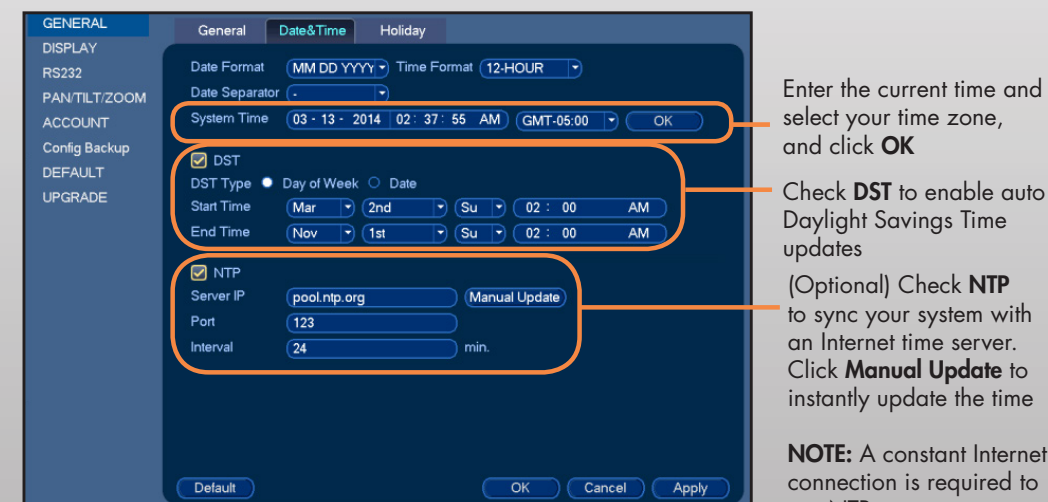 GENERAL
DISPLAY
RS232
PAN/TILT/ZOOM
ACCOUNT
Config Backup
DEFAULT
UPGRADE
General Date&Time Holiday
Date Format MM DD YYYY Time Format 12-HOUR
Date Separator -
System Time 03 - 13 - 2014 02 : 37 : 55 AM GMT-05:00 OK
DST
DST Type Day of Week Date
Start Time Mar 2nd Su 02 : 00 AM
End Time Nov 1st Su 02 : 00 AM
NTP
Server IP pool.ntp.org Manual Update
Port 123
Interval 24 min.
Default OK Cancel Apply
Enter the current time and
select your time zone,
and click OK
Check DST to enable auto
Daylight Savings Time
updates
(Optional) Check NTP
to sync your system with
an Internet time server.
Click Manual Update to
instantly update the time
NOTE: A constant Internet
connection is required to